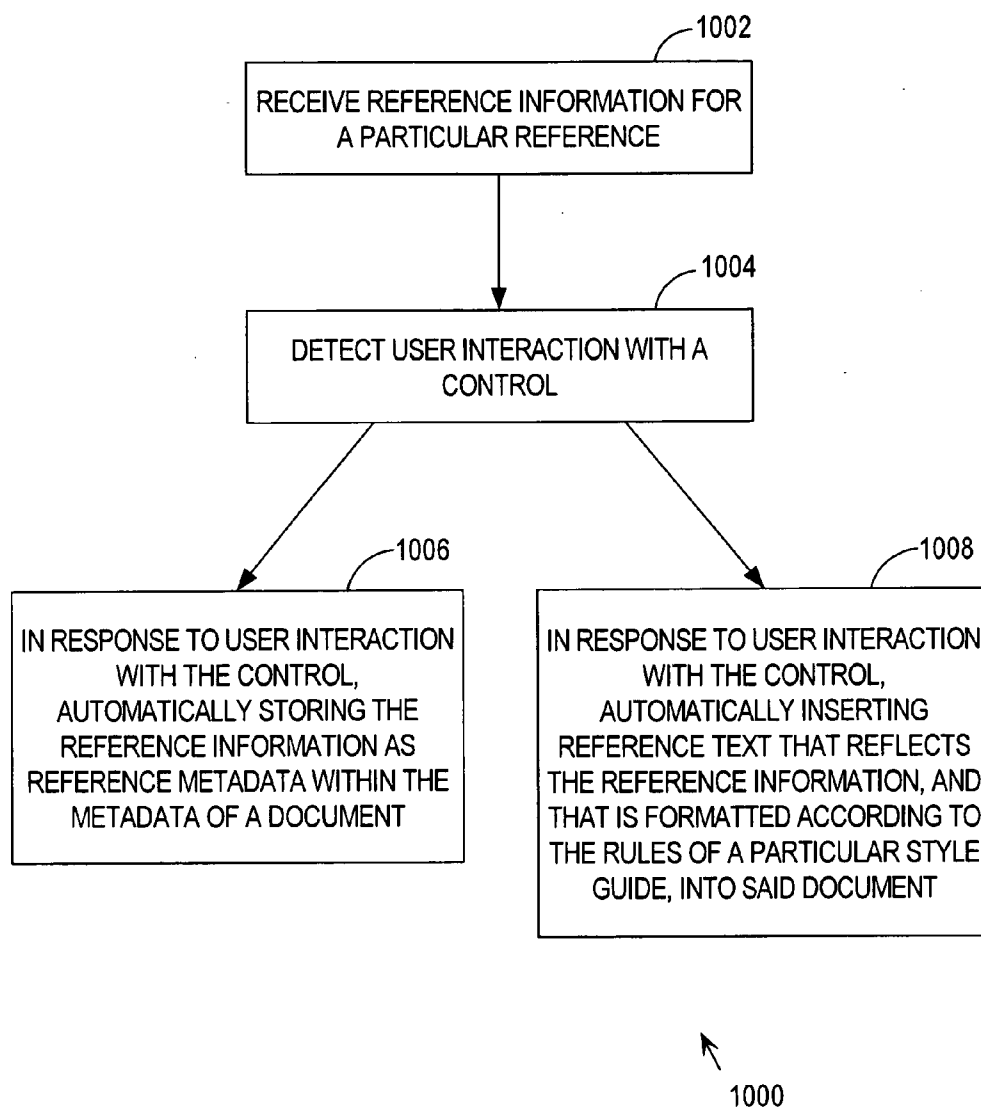 1002
RECEIVE REFERENCE INFORMATION FOR
A PARTICULAR REFERENCE
1004
DETECT USER INTERACTION WITH A
CONTROL
1006
IN RESPONSE TO USER INTERACTION
WITH THE CONTROL,
AUTOMATICALLY STORING THE
REFERENCE INFORMATION AS
REFERENCE METADATA WITHIN THE
METADATA OF A DOCUMENT
1008
IN RESPONSE TO USER INTERACTION
WITH THE CONTROL,
AUTOMATICALLY INSERTING
REFERENCE TEXT THAT REFLECTS
THE REFERENCE INFORMATION, AND
THAT IS FORMATTED ACCORDING TO
THE RULES OF A PARTICULAR STYLE
GUIDE, INTO SAID DOCUMENT
1000